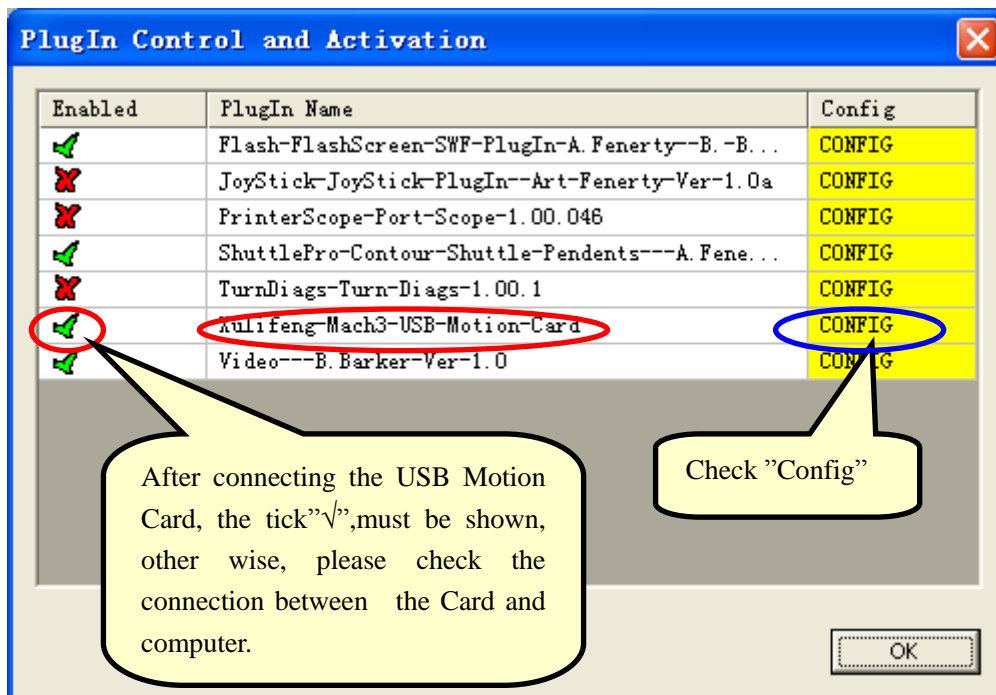 PlugIn Control and Activation
Enabled PlugIn Name Config
Flash-FlashScreen-SWF-PlugIn-A.Fenerty--B.-B... CONFIG
JoyStick-JoyStick-PlugIn--Art-Fenerty-Ver-1.0a CONFIG
PrinterScope-Port-Scope-1.00.046 CONFIG
ShuttlePro-Contour-Shuttle-Pendents---A.Fene... CONFIG
TurnDiags-Turn-Diags-1.00.1 CONFIG
Xulifeng-Mach3-USB-Motion-Card CONFIG
Video---B.Barker-Ver-1.0 CONFIG
After connecting the USB Motion
Card, the tick”√”,must be shown,
other wise, please check the
connection between the Card and
computer.
Check ”Config”
OK